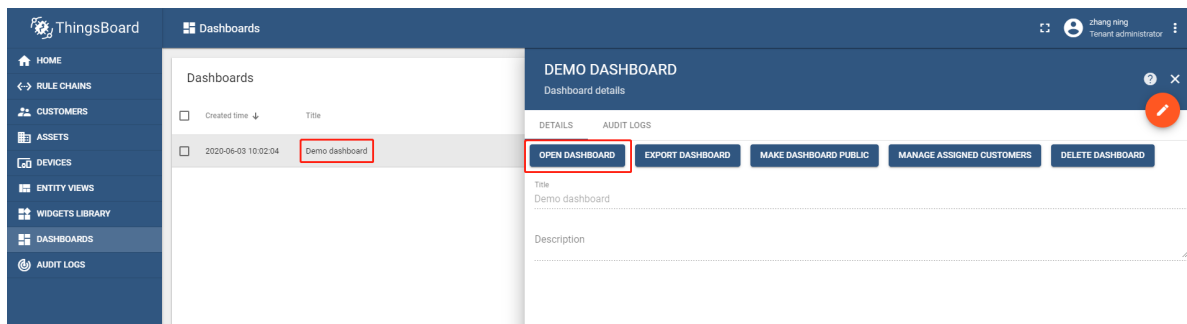 ThingsBoard
Dashboards
zhang ning
Tenant administrator
HOME
RULE CHAINS
CUSTOMERS
ASSETS
DEVICES
ENTITY VIEWS
WIDGETS LIBRARY
DASHBOARDS
AUDIT LOGS
Dashboards
Created time
Title
2020-06-03 10:02:04
Demo dashboard
DEMO DASHBOARD
Dashboard details
DETAILS
AUDIT LOGS
OPEN DASHBOARD
EXPORT DASHBOARD
MAKE DASHBOARD PUBLIC
MANAGE ASSIGNED CUSTOMERS
DELETE DASHBOARD
Title
Demo dashboard
Description